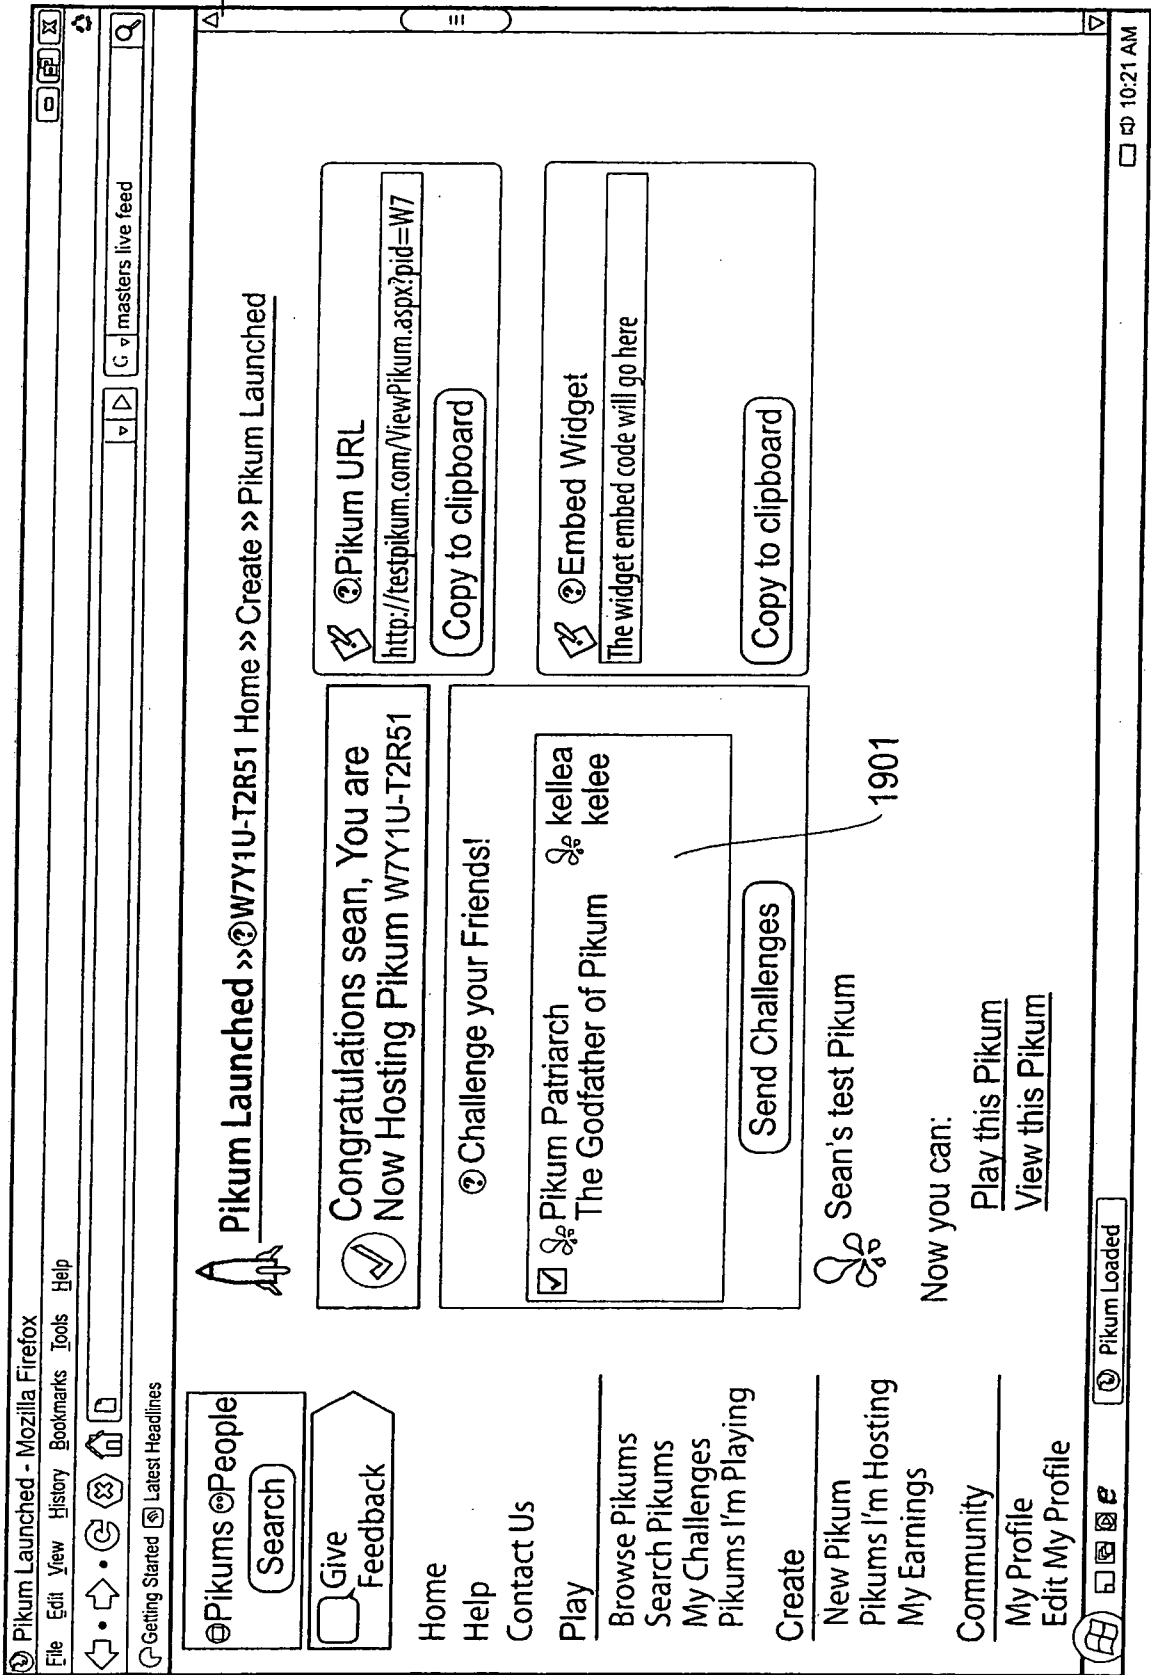 Pikum Launched - Mozilla Firefox
File Edit View History Bookmarks Tools Help
G masters live feed
Getting Started Latest Headlines
Pikums People
Search
Give
Feedback
Home
Help
Contact Us
Play
Browse Pikums
Search Pikums
My Challenges
Pikums I'm Playing
Create
New Pikum
Pikums I'm Hosting
My Earnings
Community
My Profile
Edit My Profile
Pikum Launched >> W7Y1U-T2R51 Home >> Create >> Pikum Launched
Congratulations sean, You are
Now Hosting Pikum W7Y1U-T2R51
Challenge your Friends!
Pikum Patriarch
The Godfather of Pikum
kellea
kelee
Send Challenges
1901
Sean's test Pikum
Now you can:
Play this Pikum
View this Pikum
Pikum URL
http://testpikum.com/ViewPikum.aspx?pid=W7
Copy to clipboard
Embed Widget
The widget embed code will go here
Copy to clipboard
Pikum Loaded
10:21 AM